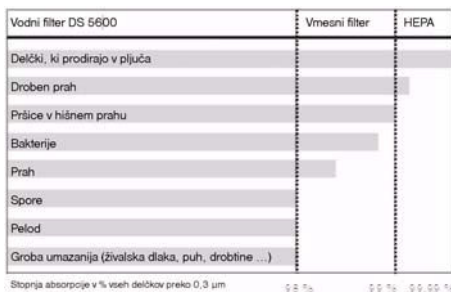 Vodni filter DS 5600 Vmesni filter HEPA
Delčki, ki prodirajo v pljuča
Droben prah
Pršice v hišnem prahu
Bakterije
Prah
Spore
Pelod
Groba umazanija (živalska dlaka, puh, drobtine ...)
Stopnja absorpcije v % vseh delčkov preko 0,3 µm